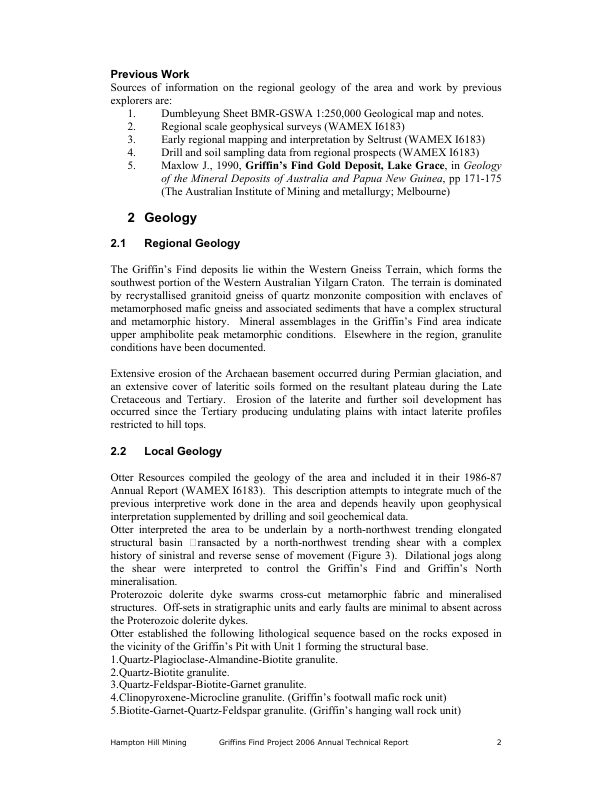 Previous Work
Sources of information on the regional geology of the area and work by previous
explorers are:
1. Dumbleyung Sheet BMR-GSWA 1:250,000 Geological map and notes.
2. Regional scale geophysical surveys (WAMEX I6183)
3. Early regional mapping and interpretation by Seltrust (WAMEX I6183)
4. Drill and soil sampling data from regional prospects (WAMEX I6183)
5. Maxlow J., 1990, Griffin's Find Gold Deposit, Lake Grace, in Geology
of the Mineral Deposits of Australia and Papua New Guinea, pp 171-175
(The Australian Institute of Mining and metallurgy; Melbourne)
2 Geology
2.1 Regional Geology
The Griffin's Find deposits lie within the Western Gneiss Terrain, which forms the
southwest portion of the Western Australian Yilgarn Craton. The terrain is dominated
by recrystallised granitoid gneiss of quartz monzonite composition with enclaves of
metamorphosed mafic gneiss and associated sediments that have a complex structural
and metamorphic history. Mineral assemblages in the Griffin's Find area indicate
upper amphibolite peak metamorphic conditions. Elsewhere in the region, granulite
conditions have been documented.
Extensive erosion of the Archaean basement occurred during Permian glaciation, and
an extensive cover of lateritic soils formed on the resultant plateau during the Late
Cretaceous and Tertiary. Erosion of the laterite and further soil development has
occurred since the Tertiary producing undulating plains with intact laterite profiles
restricted to hill tops.
2.2 Local Geology
Otter Resources compiled the geology of the area and included it in their 1986-87
Annual Report (WAMEX I6183). This description attempts to integrate much of the
previous interpretive work done in the area and depends heavily upon geophysical
interpretation supplemented by drilling and soil geochemical data.
Otter interpreted the area to be underlain by a north-northwest trending elongated
structural basin □ransacted by a north-northwest trending shear with a complex
history of sinistral and reverse sense of movement (Figure 3). Dilational jogs along
the shear were interpreted to control the Griffin's Find and Griffin's North
mineralisation.
Proterozoic dolerite dyke swarms cross-cut metamorphic fabric and mineralised
structures. Off-sets in stratigraphic units and early faults are minimal to absent across
the Proterozoic dolerite dykes.
Otter established the following lithological sequence based on the rocks exposed in
the vicinity of the Griffin's Pit with Unit 1 forming the structural base.
1.Quartz-Plagioclase-Almandine-Biotite granulite.
2.Quartz-Biotite granulite.
3.Quartz-Feldspar-Biotite-Garnet granulite.
4.Clinopyroxene-Microcline granulite. (Griffin's footwall mafic rock unit)
5.Biotite-Garnet-Quartz-Feldspar granulite. (Griffin's hanging wall rock unit)
Hampton Hill Mining Griffins Find Project 2006 Annual Technical Report 2